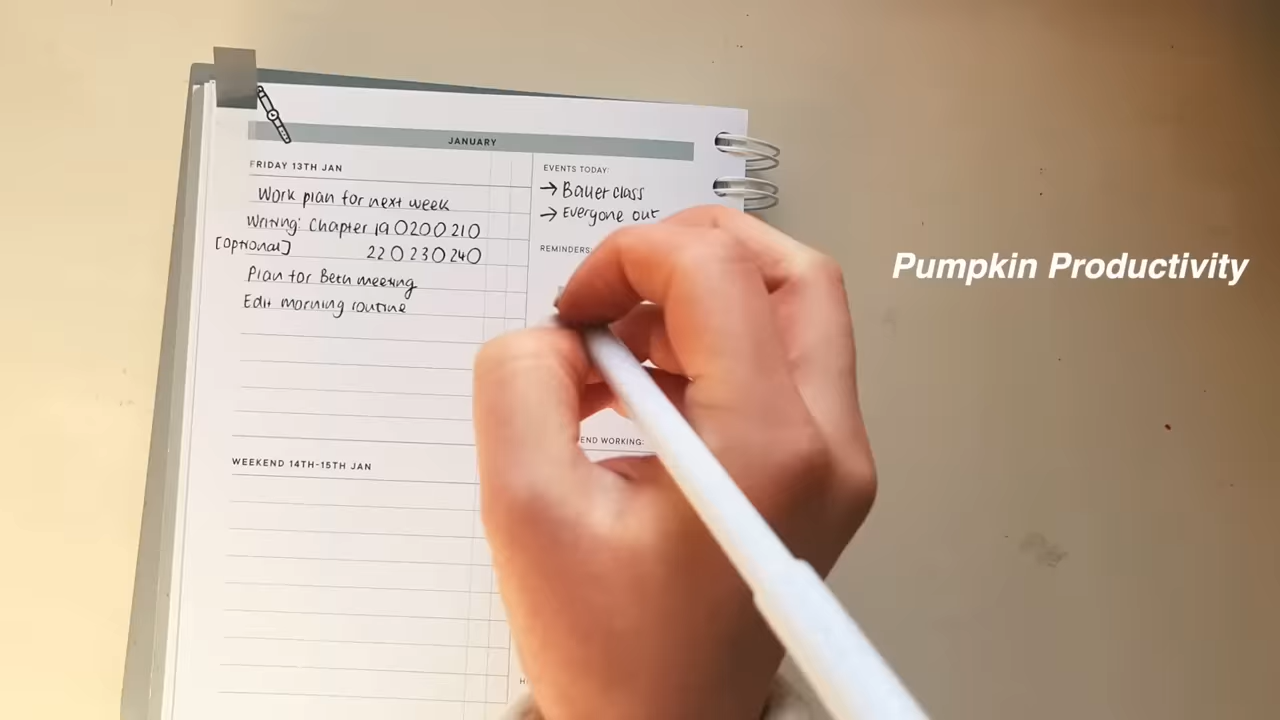 JANUARY
FRIDAY 13TH JAN
Work plan for next week
Writing: Chapter 19 O 20 O 21 O
[Optional] 22 O 23 O 24 O
Plan for Beth meeting
Edit morning routine
WEEKEND 14TH-15TH JAN
EVENTS TODAY:
→ Bauer class
→ Everyone out
REMINDERS:
END WORKING:
H:
Pumpkin Productivity